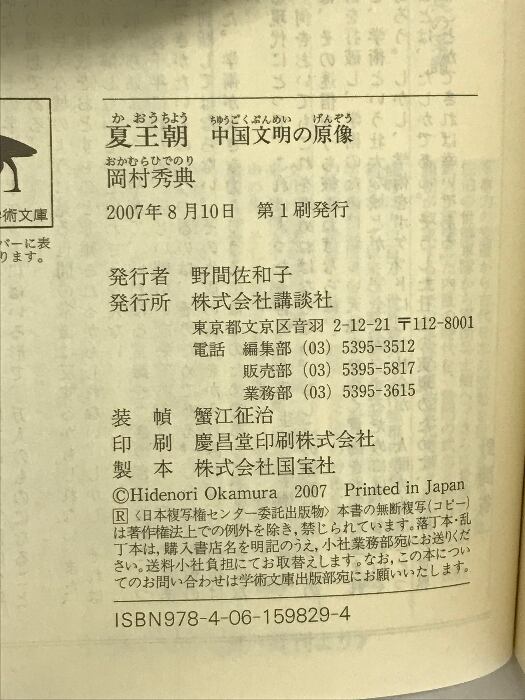 か おうちよう ちゆうごくぶんめい げんぞう
夏王朝 中国文明の原像
おかむらひでのり
岡村秀典
2007年8月10日 第1刷発行
学術文庫
バーに表
ります。
発行者 野間佐和子
発行所 株式会社講談社
東京都文京区音羽 2-12-21 〒112-8001
電話 編集部 (03) 5395-3512
販売部 (03) 5395-5817
業務部 (03) 5395-3615
装 幀 蟹江征治
印 刷 慶昌堂印刷株式会社
製 本 株式会社国宝社
©Hidenori Okamura 2007 Printed in Japan
R〈日本複写権センター委託出版物〉本書の無断複写(コピー)
は著作権法上での例外を除き,禁じられています。落丁本・乱
丁本は,購入書店名を明記のうえ,小社業務部宛にお送りくだ
さい。送料小社負担にてお取替えします。なお,この本につい
てのお問い合わせは学術文庫出版部宛にお願いいたします。
ISBN978-4-06-159829-4